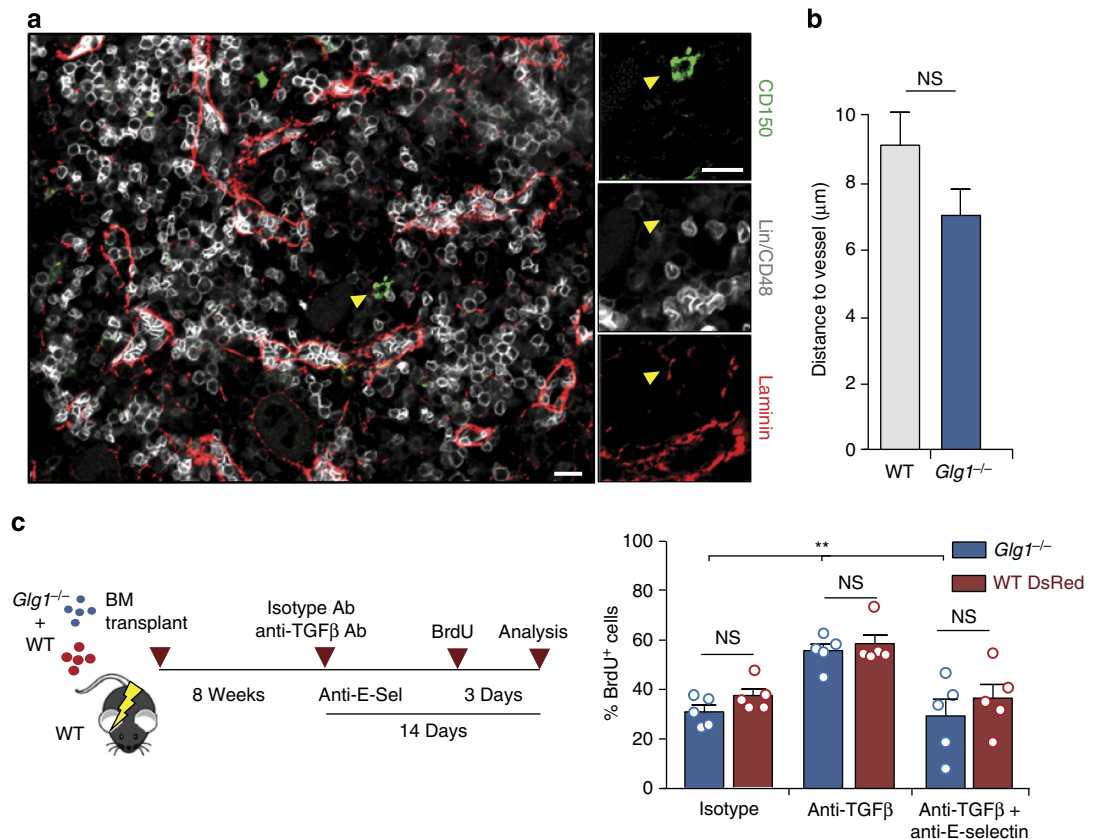 a
CD150
Lin/CD48
Laminin
b
NS
10
8
6
4
2
0
Distance to vessel (μm)
WT
Glg1–/–
c
Glg1–/–
+
WT
BM
transplant
WT
Isotype Ab
anti-TGFβ Ab
BrdU
Analysis
8 Weeks
Anti-E-Sel
3 Days
14 Days
100
80
60
40
20
0
% BrdU+ cells
**
NS
NS
NS
Glg1–/–
WT DsRed
Isotype
Anti-TGFβ
Anti-TGFβ +
anti-E-selectin